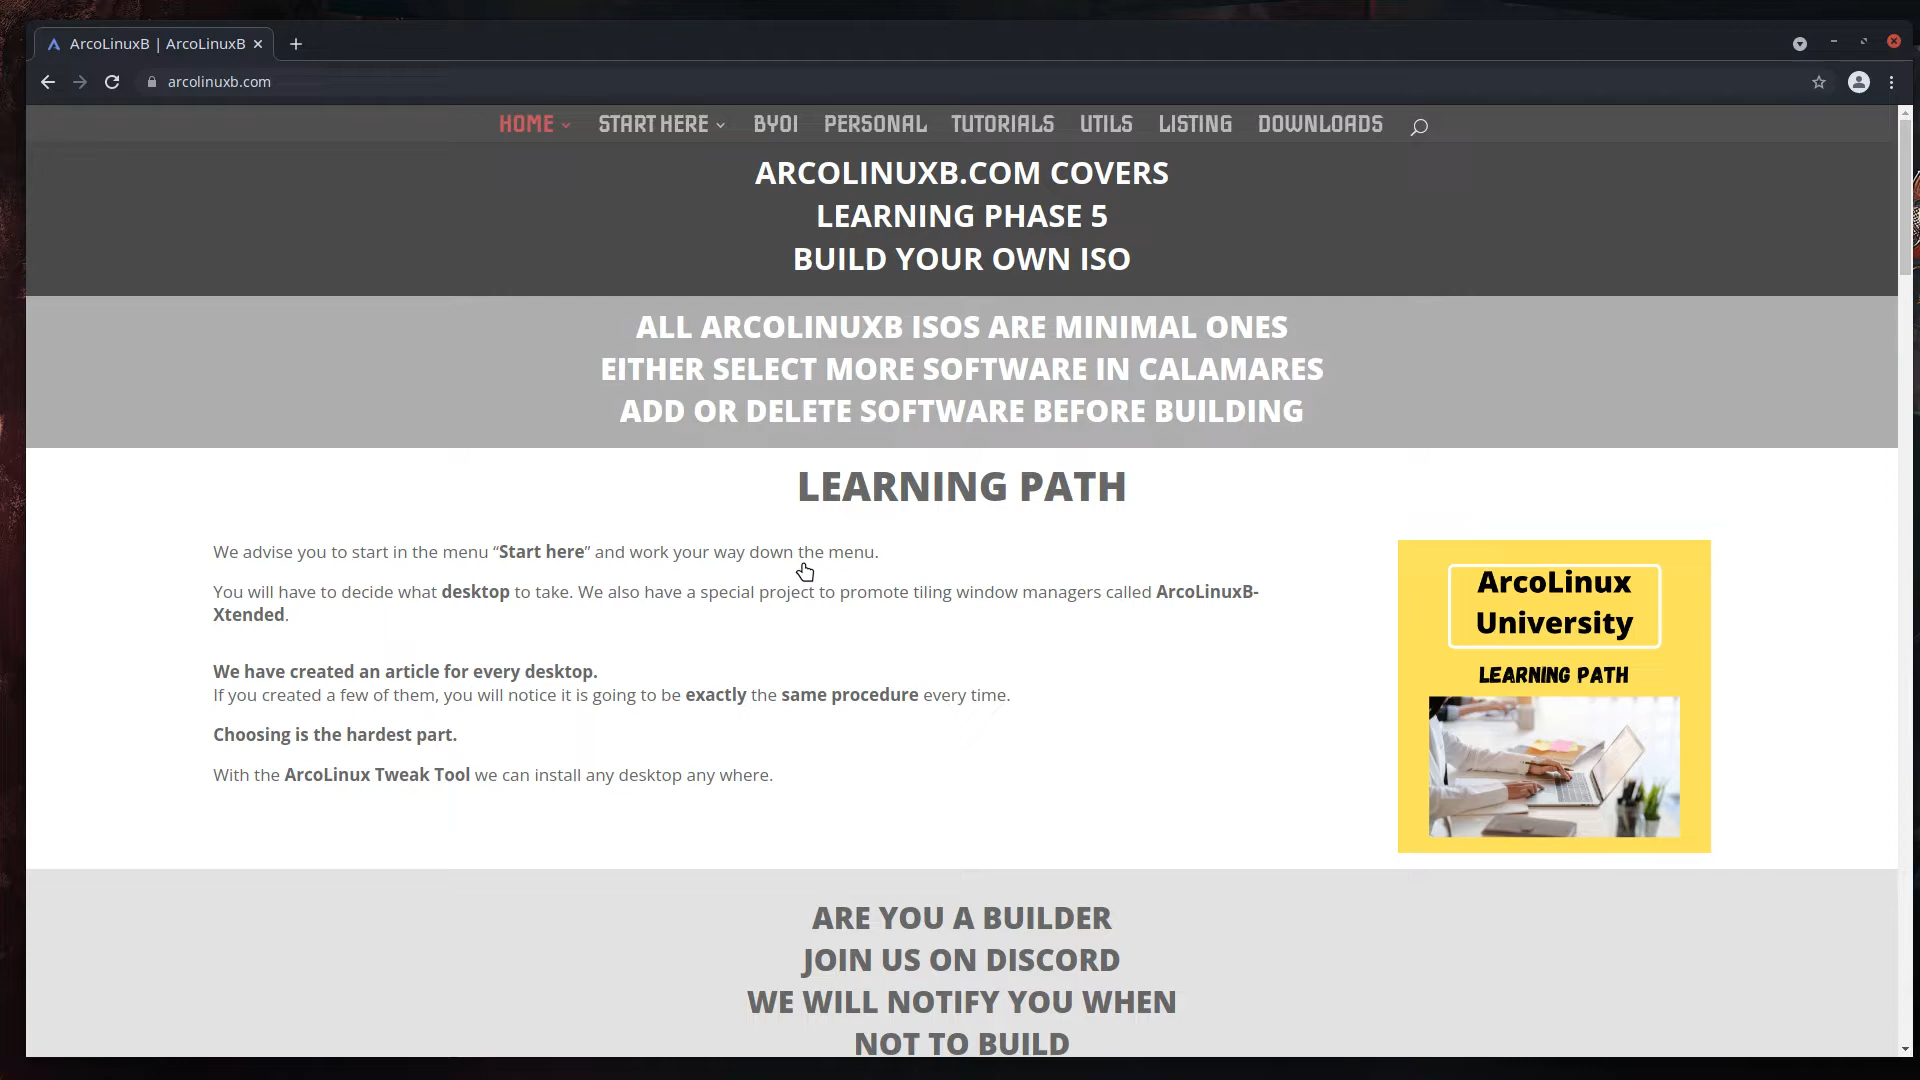 ArcoLinuxB | ArcoLinuxB
arcolinuxb.com
HOME START HERE BYOI PERSONAL TUTORIALS UTILS LISTING DOWNLOADS
ARCOLINUXB.COM COVERS
LEARNING PHASE 5
BUILD YOUR OWN ISO
ALL ARCOLINUXB ISOS ARE MINIMAL ONES
EITHER SELECT MORE SOFTWARE IN CALAMARES
ADD OR DELETE SOFTWARE BEFORE BUILDING
LEARNING PATH
We advise you to start in the menu “Start here” and work your way down the menu.
You will have to decide what desktop to take. We also have a special project to promote tiling window managers called ArcoLinuxB-
Xtended.
We have created an article for every desktop.
If you created a few of them, you will notice it is going to be exactly the same procedure every time.
Choosing is the hardest part.
With the ArcoLinux Tweak Tool we can install any desktop any where.
ArcoLinux
University
LEARNING PATH
ARE YOU A BUILDER
JOIN US ON DISCORD
WE WILL NOTIFY YOU WHEN
NOT TO BUILD